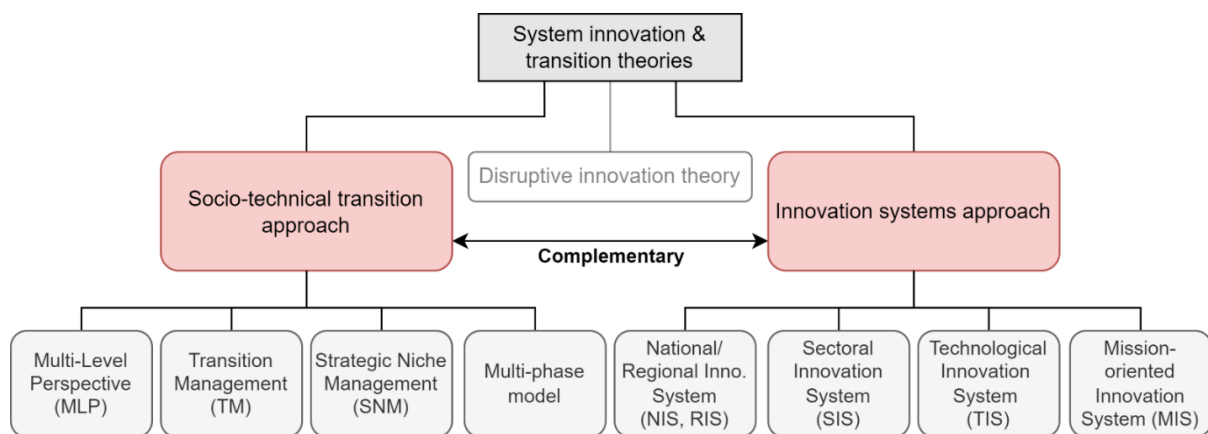 System innovation &
transition theories
Disruptive innovation theory
Socio-technical transition
approach
Innovation systems approach
Complementary
Multi-Level
Perspective
(MLP)
Transition
Management
(TM)
Strategic Niche
Management
(SNM)
Multi-phase
model
National/
Regional Inno.
System
(NIS, RIS)
Sectoral
Innovation
System
(SIS)
Technological
Innovation
System
(TIS)
Mission-
oriented
Innovation
System (MIS)